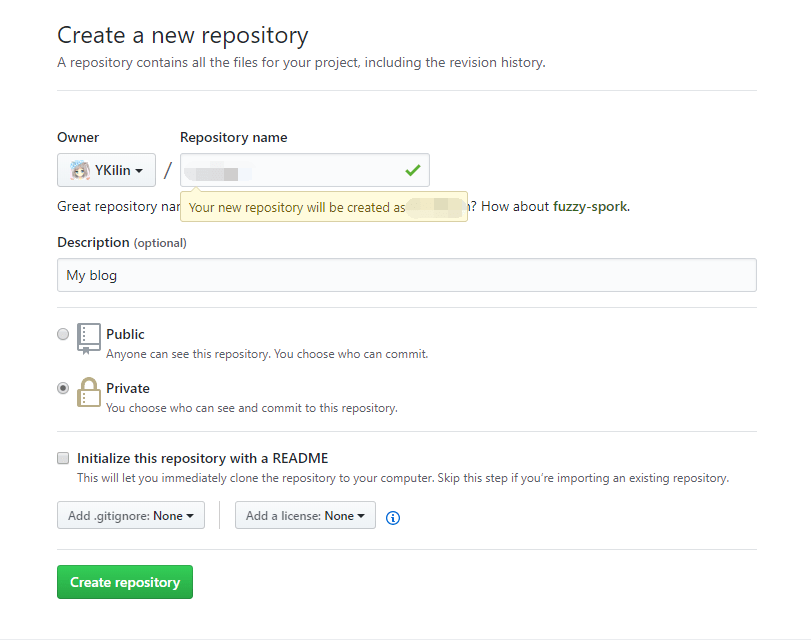 Create a new repository
A repository contains all the files for your project, including the revision history.
Owner
Repository name
YKilin
/
Great repository
Your new repository will be created as
? How about fuzzy-spork.
Description (optional)
My blog
Public
Anyone can see this repository. You choose who can commit.
Private
You choose who can see and commit to this repository.
Initialize this repository with a README
This will let you immediately clone the repository to your computer. Skip this step if you’re importing an existing repository.
Add .gitignore: None
Add a license: None
Create repository